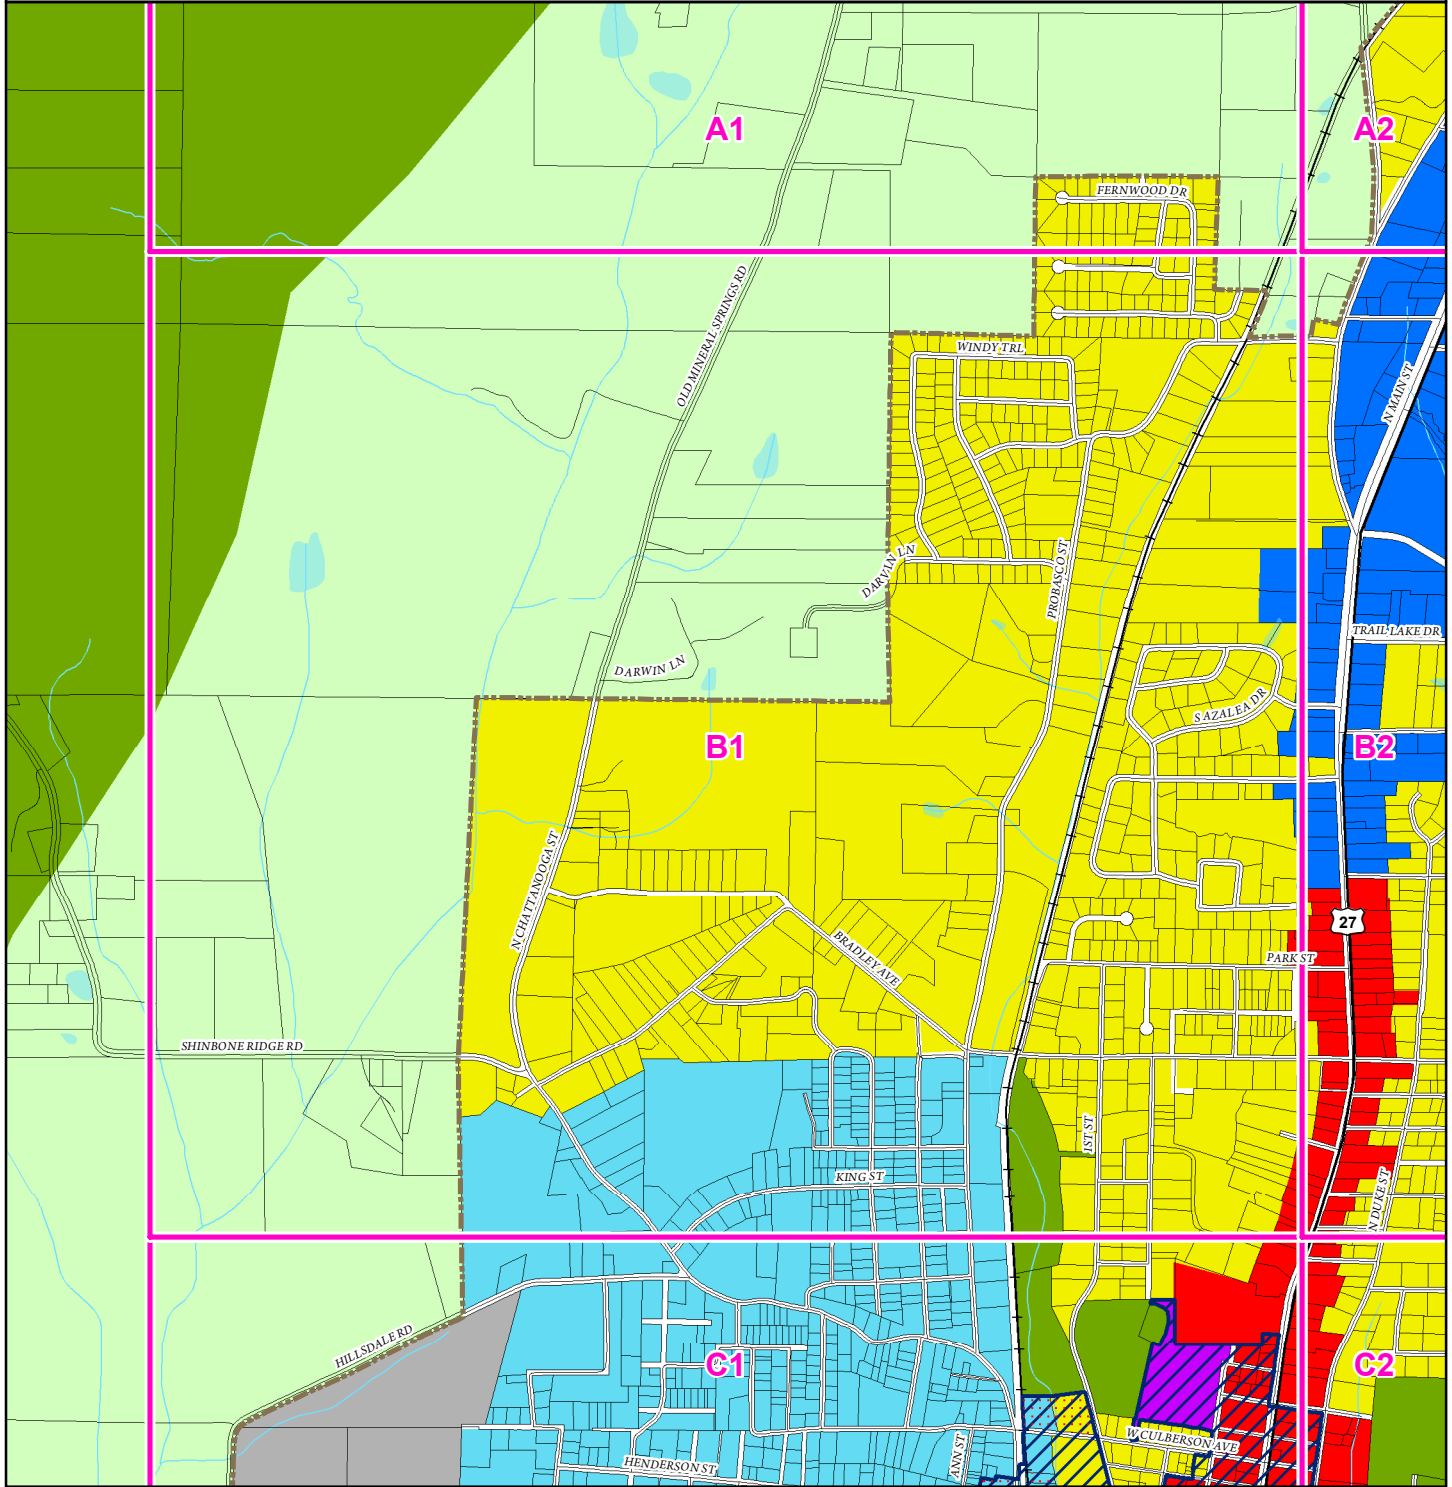 A1
A2
FERNWOOD DR
OLD MINERAL SPRINGS RD
WINDY TRL
N MAIN ST
DARVAN LN
PROBASCO ST
TRAIL LAKE DR
DARWIN LN
S AZALEA DR
B1
B2
N CHATTANOOGA ST
27
BRADLEY AVE
PARK ST
SHINBONE RIDGE RD
1ST ST
KING ST
N DUKE ST
HILLSDALE RD
C1
C2
W CULBERSON AVE
ANN ST
HENDERSON ST